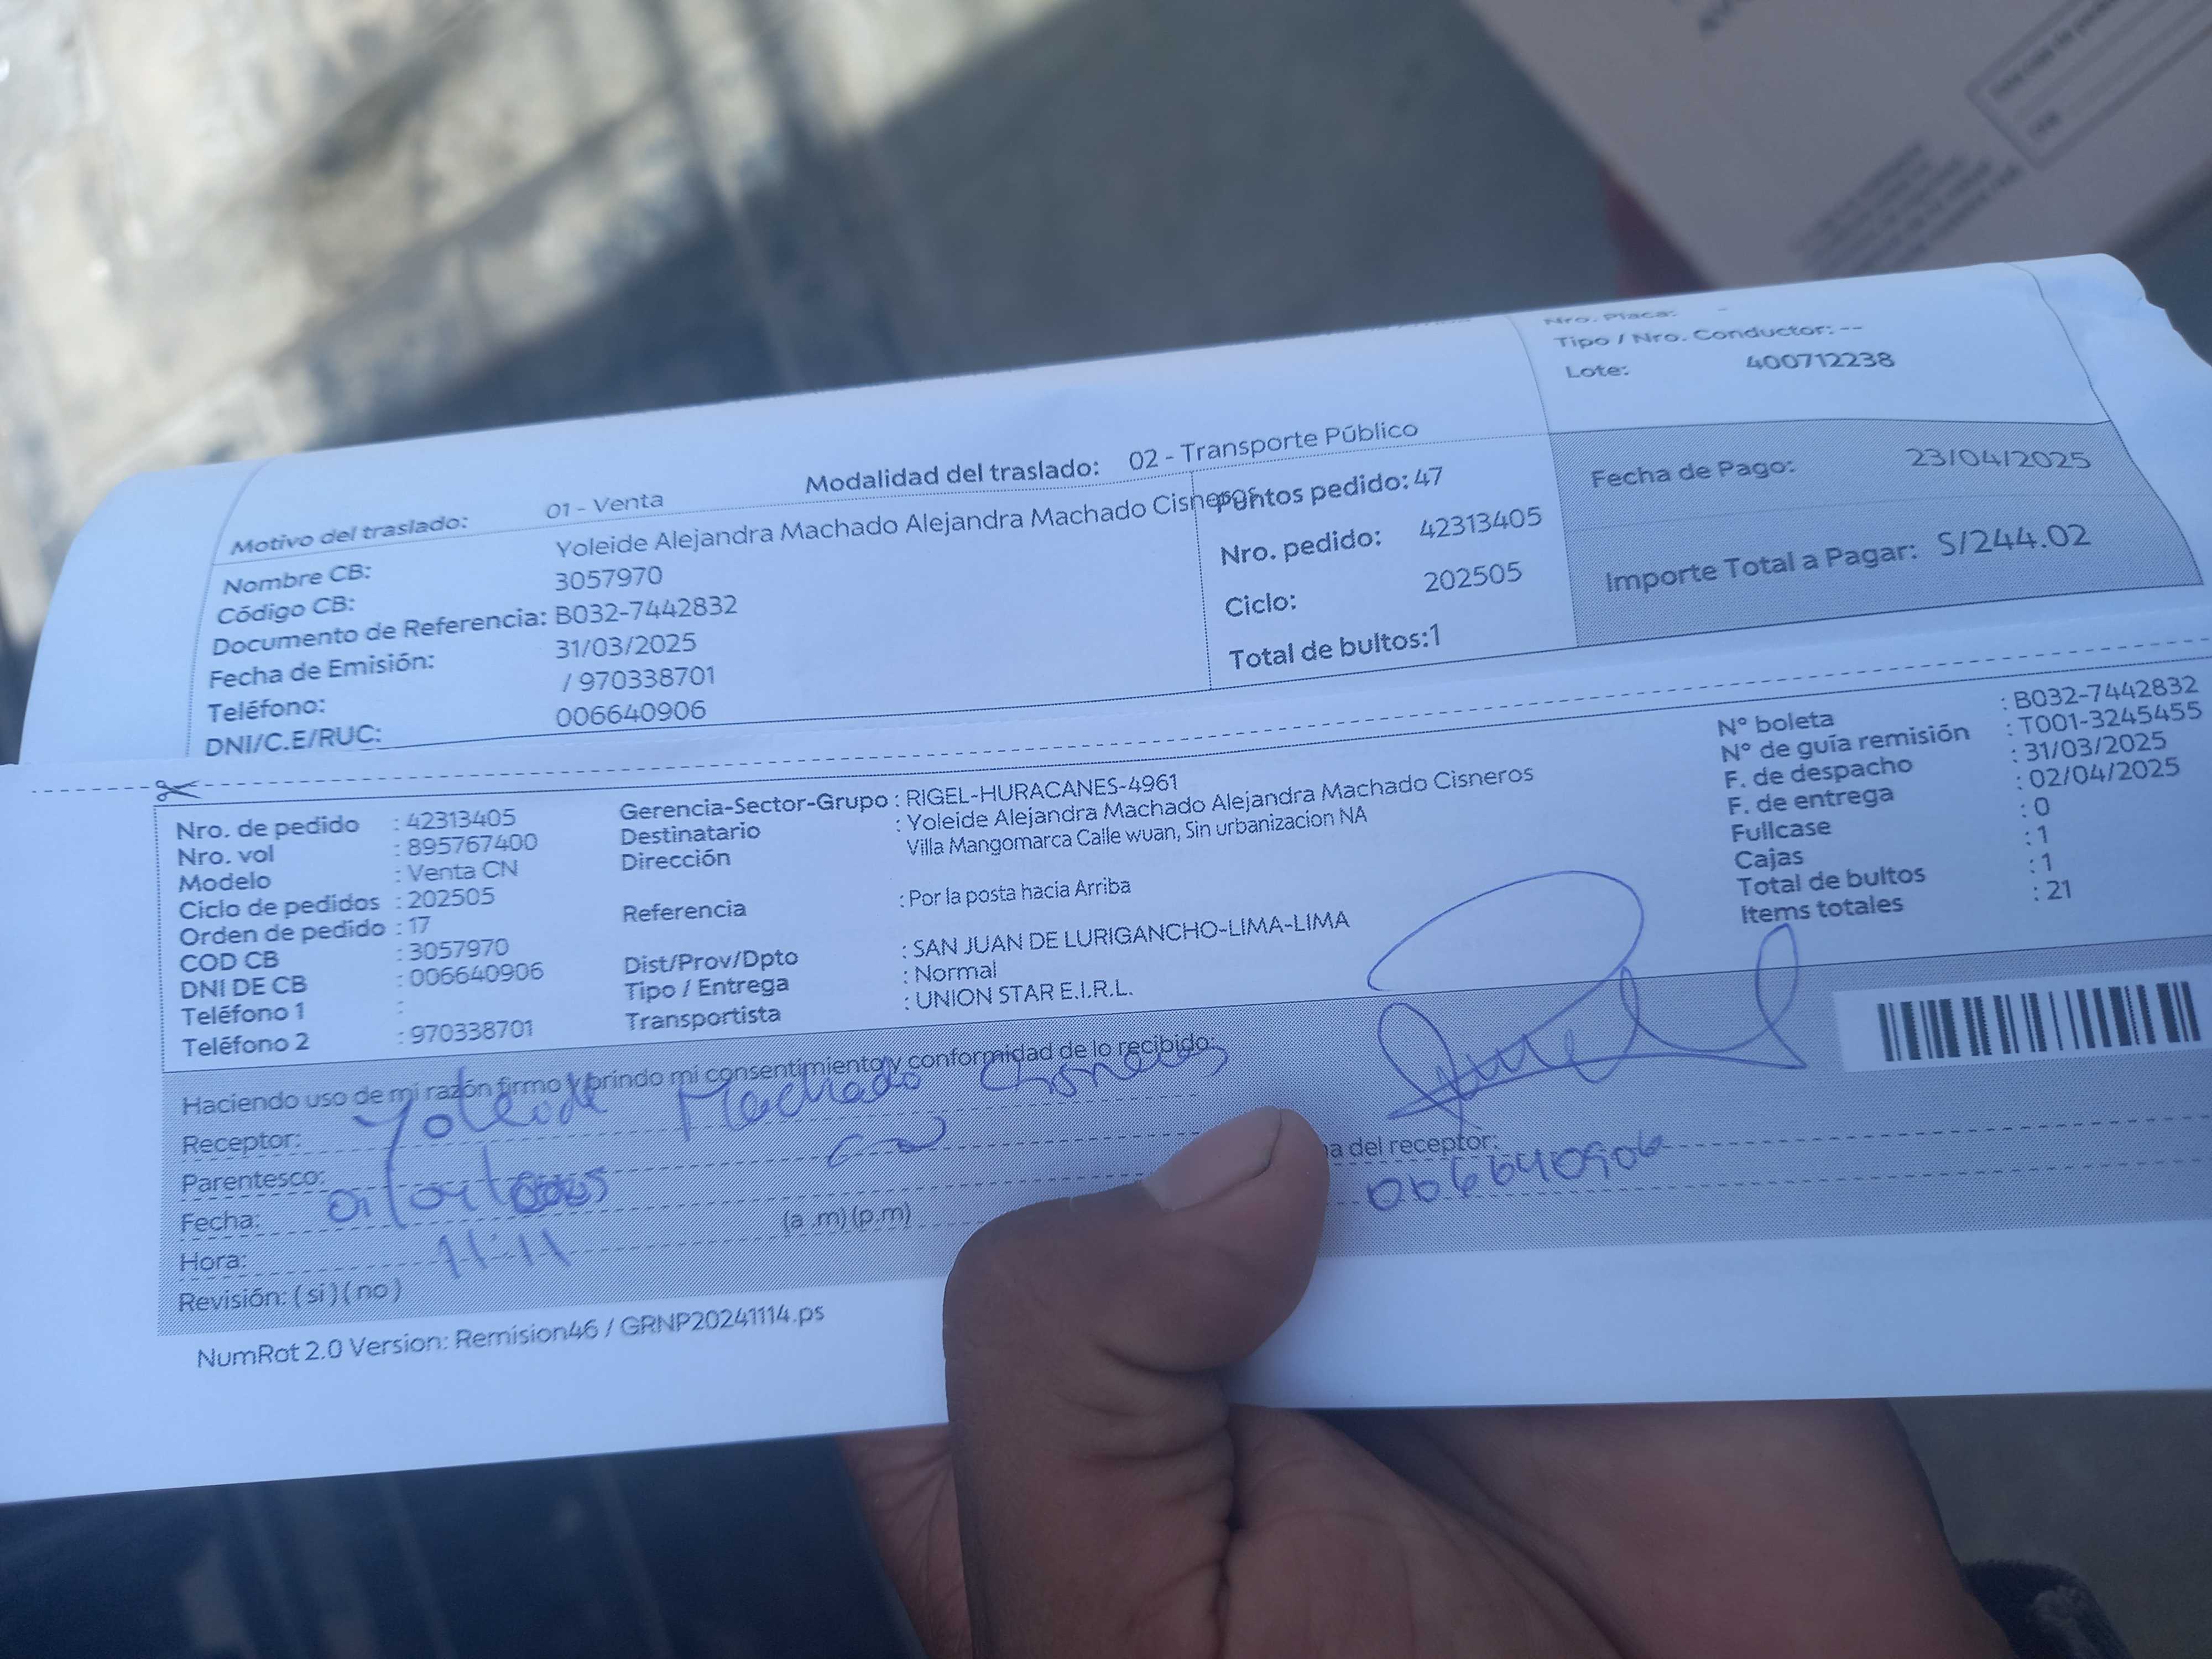 Nro. Placa: -
Tipo / Nro. Conductor: --
Lote: 400712238
Motivo del traslado: 01 - Venta Modalidad del traslado: 02 - Transporte Público
Nombre CB: Yoleide Alejandra Machado Alejandra Machado Cisneros
Código CB: 3057970
Documento de Referencia: B032-7442832
Fecha de Emisión: 31/03/2025
Teléfono: / 970338701
DNI/C.E/RUC: 006640906
Puntos pedido: 47
Nro. pedido: 42313405
Ciclo: 202505
Total de bultos: 1
Fecha de Pago: 23/04/2025
Importe Total a Pagar: S/244.02
Nro. de pedido : 42313405
Nro. vol : 895767400
Modelo : Venta CN
Ciclo de pedidos : 202505
Orden de pedido : 17
COD CB : 3057970
DNI DE CB : 006640906
Teléfono 1 :
Teléfono 2 : 970338701
Gerencia-Sector-Grupo : RIGEL-HURACANES-4961
Destinatario : Yoleide Alejandra Machado Alejandra Machado Cisneros
Dirección Villa Mangomarca Calle wuan, Sin urbanizacion NA
Referencia : Por la posta hacia Arriba
Dist/Prov/Dpto : SAN JUAN DE LURIGANCHO-LIMA-LIMA
Tipo / Entrega : Normal
Transportista : UNION STAR E.I.R.L.
N° boleta : B032-7442832
N° de guía remisión : T001-3245455
F. de despacho : 31/03/2025
F. de entrega : 02/04/2025
Fullcase : 0
Cajas : 1
Total de bultos : 1
Items totales : 21
Haciendo uso de mi razón firmo y brindo mi consentimiento y conformidad de lo recibido:
Receptor: Yoleide Machado Cisneros
Parentesco:
Fecha:
Hora: 11:11 (a .m) (p.m)
Revisión: ( si ) ( no )
a del receptor:
006640906
NumRot 2.0 Version: Remision46 / GRNP20241114.ps